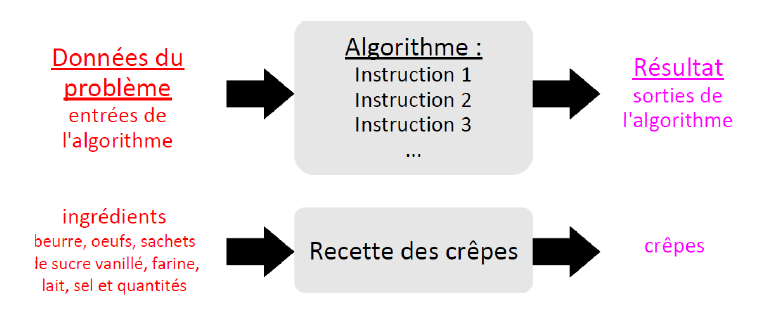 Données du
problème
entrées de
l'algorithme
Algorithme :
Instruction 1
Instruction 2
Instruction 3
...
Résultat
sorties de
l'algorithme
ingrédients
beurre, oeufs, sachets
de sucre vanillé, farine,
lait, sel et quantités
Recette des crêpes
crêpes